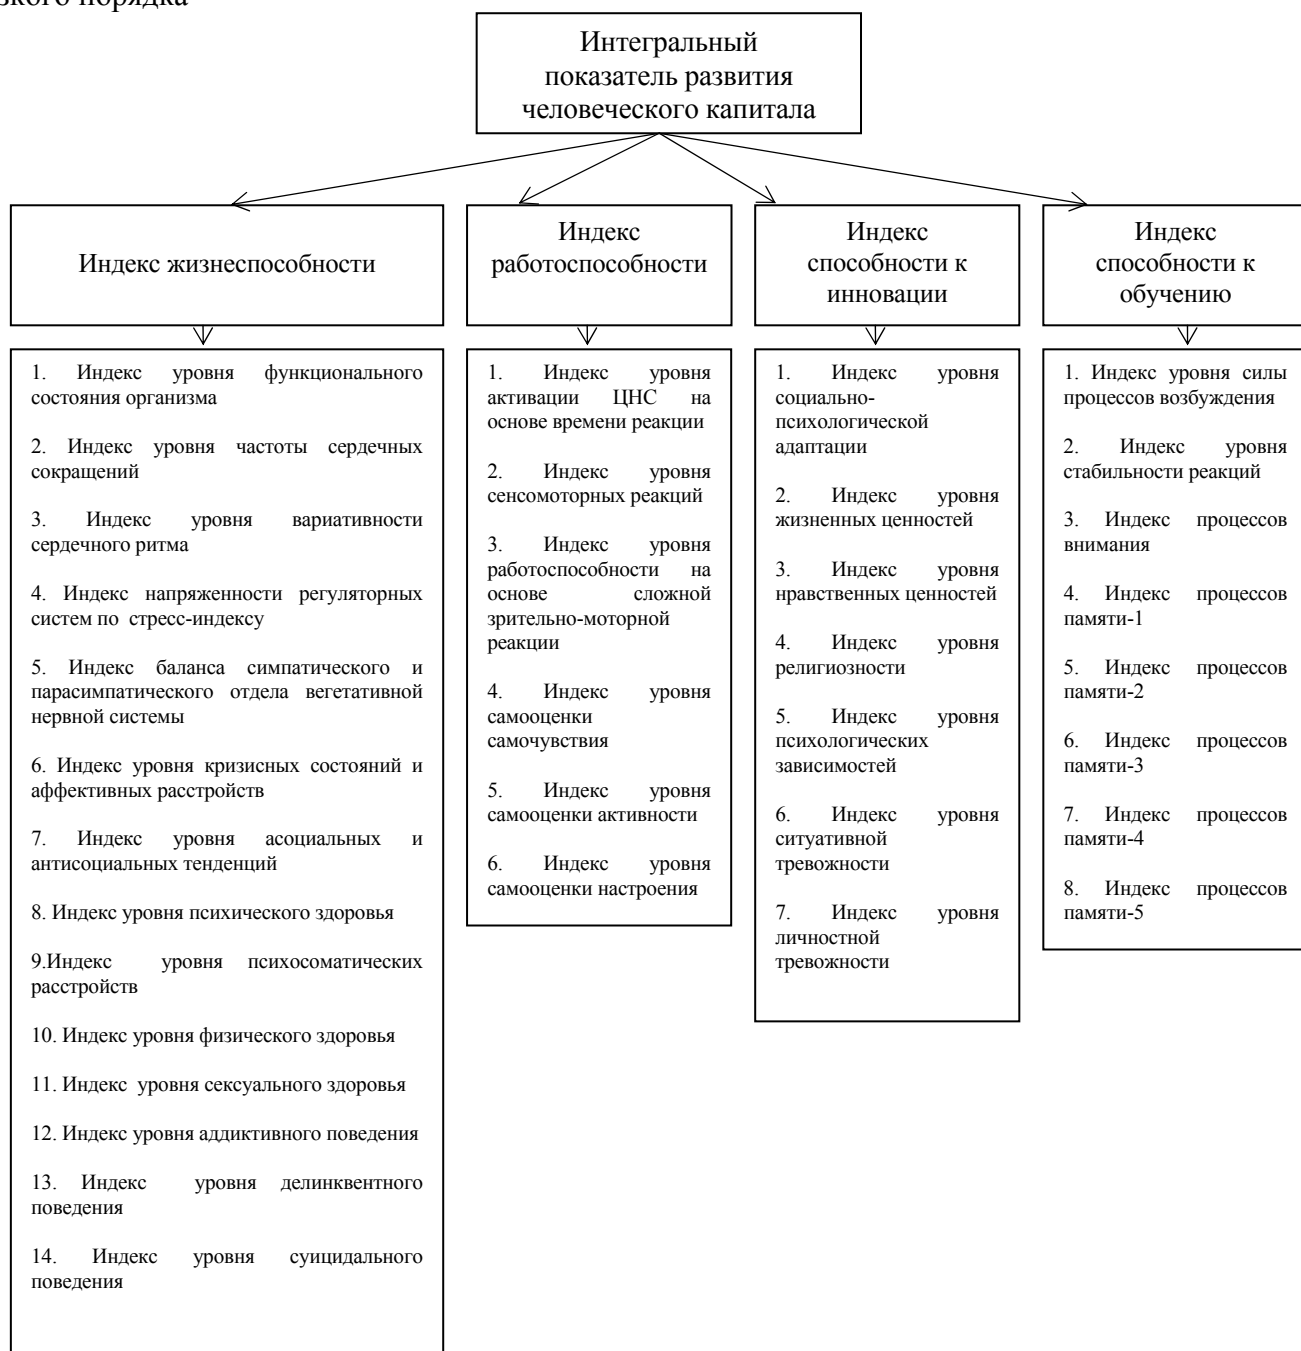 порядка
Интегральный
показатель развития
человеческого капитала
Индекс жизнеспособности
Индекс
работоспособности
Индекс
способности к
инновации
Индекс
способности к
обучению
1. Индекс уровня функционального
состояния организма
2. Индекс уровня частоты сердечных
сокращений
3. Индекс уровня вариативности
сердечного ритма
4. Индекс напряженности регуляторных
систем по стресс-индексу
5. Индекс баланса симпатического и
парасимпатического отдела вегетативной
нервной системы
6. Индекс уровня кризисных состояний и
аффективных расстройств
7. Индекс уровня асоциальных и
антисоциальных тенденций
8. Индекс уровня психического здоровья
9.Индекс уровня психосоматических
расстройств
10. Индекс уровня физического здоровья
11. Индекс уровня сексуального здоровья
12. Индекс уровня аддиктивного поведения
13. Индекс уровня делинквентного
поведения
14. Индекс уровня суицидального
поведения
1. Индекс уровня
активации ЦНС на
основе времени реакции
2. Индекс уровня
сенсомоторных реакций
3. Индекс уровня
работоспособности на
основе сложной
зрительно-моторной
реакции
4. Индекс уровня
самооценки
самочувствия
5. Индекс уровня
самооценки активности
6. Индекс уровня
самооценки настроения
1. Индекс уровня
социально-
психологической
адаптации
2. Индекс уровня
жизненных ценностей
3. Индекс уровня
нравственных ценностей
4. Индекс уровня
религиозности
5. Индекс уровня
психологических
зависимостей
6. Индекс уровня
ситуативной
тревожности
7. Индекс уровня
личностной
тревожности
1. Индекс уровня силы
процессов возбуждения
2. Индекс уровня
стабильности реакций
3. Индекс процессов
внимания
4. Индекс процессов
памяти-1
5. Индекс процессов
памяти-2
6. Индекс процессов
памяти-3
7. Индекс процессов
памяти-4
8. Индекс процессов
памяти-5